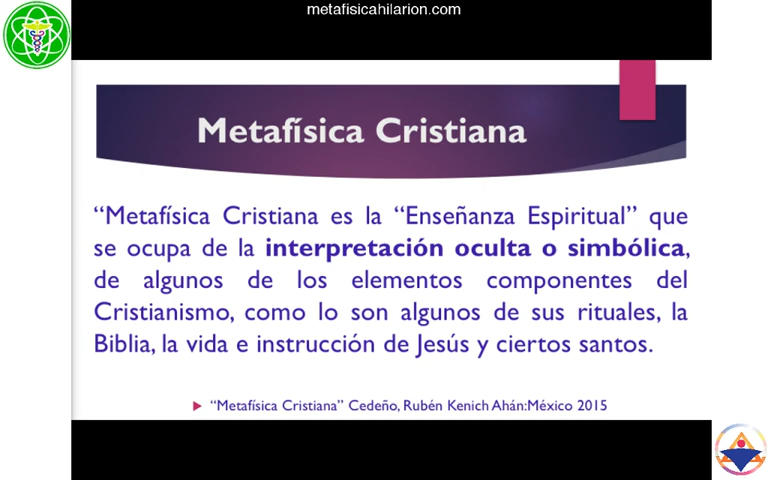 metafisicahilarion.com
Metafísica Cristiana
“Metafísica Cristiana es la “Enseñanza Espiritual” que
se ocupa de la interpretación oculta o simbólica,
de algunos de los elementos componentes del
Cristianismo, como lo son algunos de sus rituales, la
Biblia, la vida e instrucción de Jesús y ciertos santos.
“Metafísica Cristiana” Cedeño, Rubén Kenich Ahán:México 2015